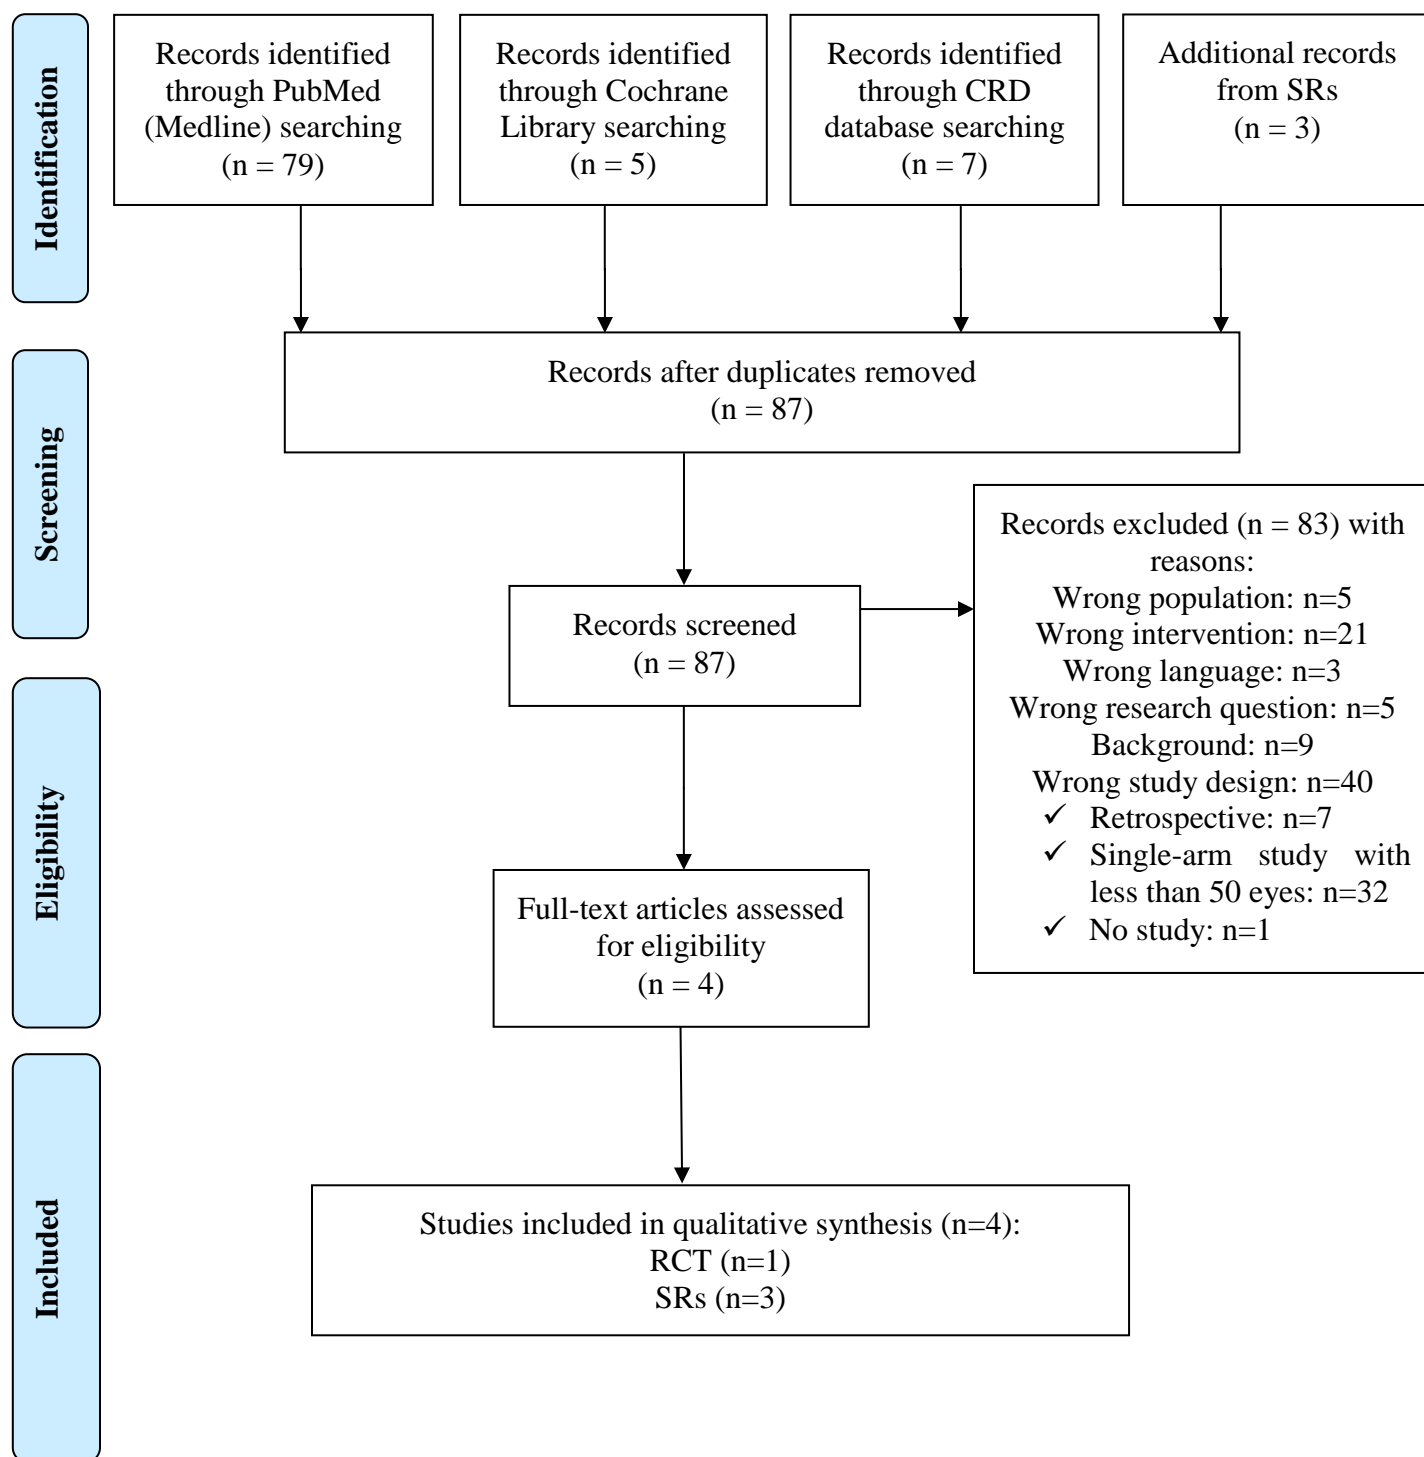 Identification
Records identified
through PubMed
(Medline) searching
(n = 79)
Records identified
through Cochrane
Library searching
(n = 5)
Records identified
through CRD
database searching
(n = 7)
Additional records
from SRs
(n = 3)
Records after duplicates removed
(n = 87)
Screening
Records screened
(n = 87)
Records excluded (n = 83) with
reasons:
Wrong population: n=5
Wrong intervention: n=21
Wrong language: n=3
Wrong research question: n=5
Background: n=9
Wrong study design: n=40
✓ Retrospective: n=7
✓ Single-arm study with
less than 50 eyes: n=32
✓ No study: n=1
Eligibility
Full-text articles assessed
for eligibility
(n = 4)
Included
Studies included in qualitative synthesis (n=4):
RCT (n=1)
SRs (n=3)